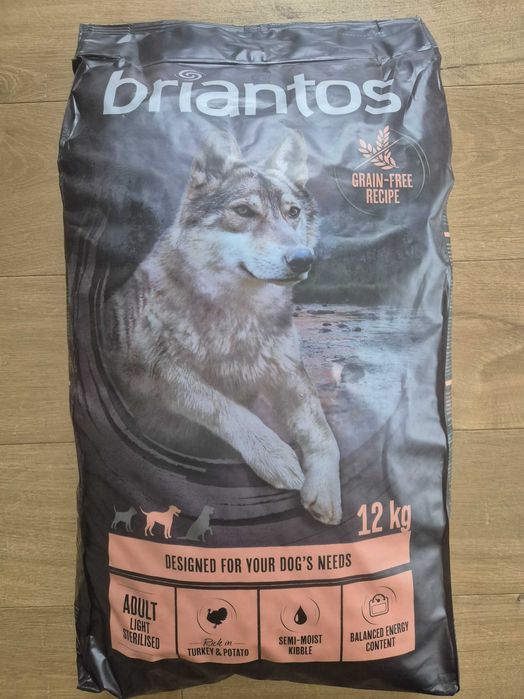 briantos
GRAIN-FREE
RECIPE
12 kg
DESIGNED FOR YOUR DOG'S NEEDS
ADULT
LIGHT
STERILISED
Rich in
TURKEY & POTATO
SEMI-MOIST
KIBBLE
BALANCED ENERGY
CONTENT